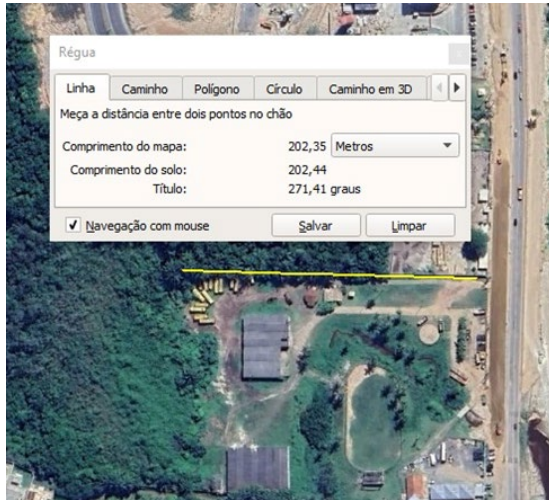 Régua
Linha Caminho Polígono Círculo Caminho em 3D
Meça a distância entre dois pontos no chão
Comprimento do mapa: 202,35 Metros
Comprimento do solo: 202,44
Título: 271,41 graus
Navegação com mouse Salvar Limpar